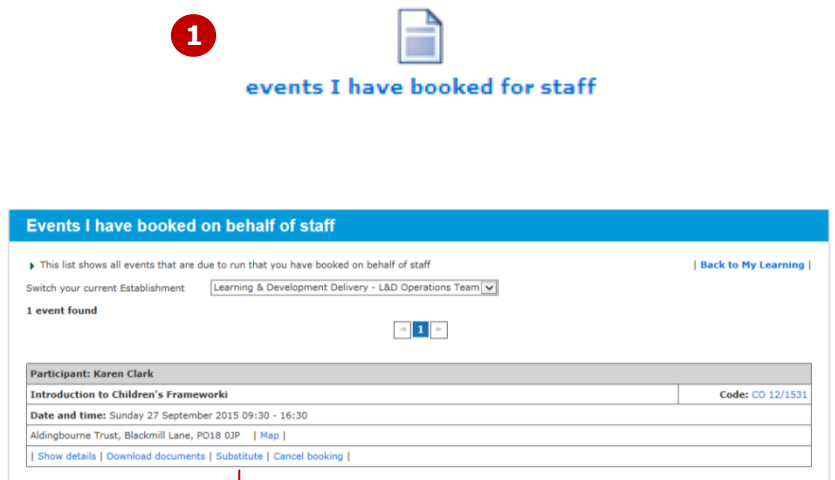 1
events I have booked for staff
Events I have booked on behalf of staff
This list shows all events that are due to run that you have booked on behalf of staff | Back to My Learning |
Switch your current Establishment Learning & Development Delivery - L&D Operations Team
1 event found
1
Participant: Karen Clark
Introduction to Children's Frameworki Code: CO 12/1531
Date and time: Sunday 27 September 2015 09:30 - 16:30
Aldingbourne Trust, Blackmill Lane, PO18 0JP | Map |
| Show details | Download documents | Substitute | Cancel booking |